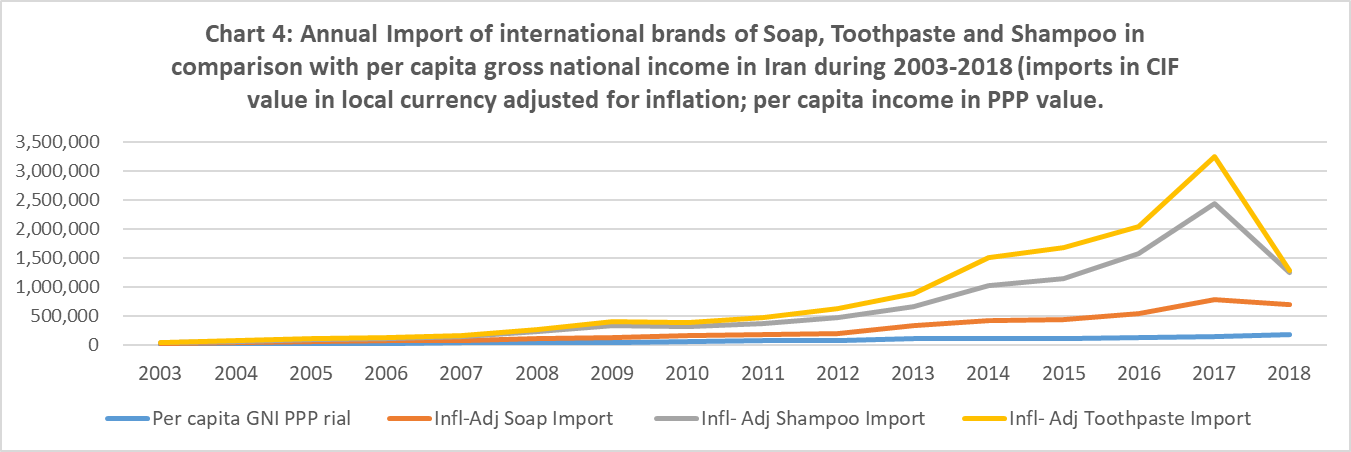 Chart 4: Annual Import of international brands of Soap, Toothpaste and Shampoo in
comparison with per capita gross national income in Iran during 2003-2018 (imports in CIF
value in local currency adjusted for inflation; per capita income in PPP value.
3,500,000
3,000,000
2,500,000
2,000,000
1,500,000
1,000,000
500,000
0
2003 2004 2005 2006 2007 2008 2009 2010 2011 2012 2013 2014 2015 2016 2017 2018
Per capita GNI PPP rial Infl-Adj Soap Import Infl- Adj Shampoo Import Infl- Adj Toothpaste Import